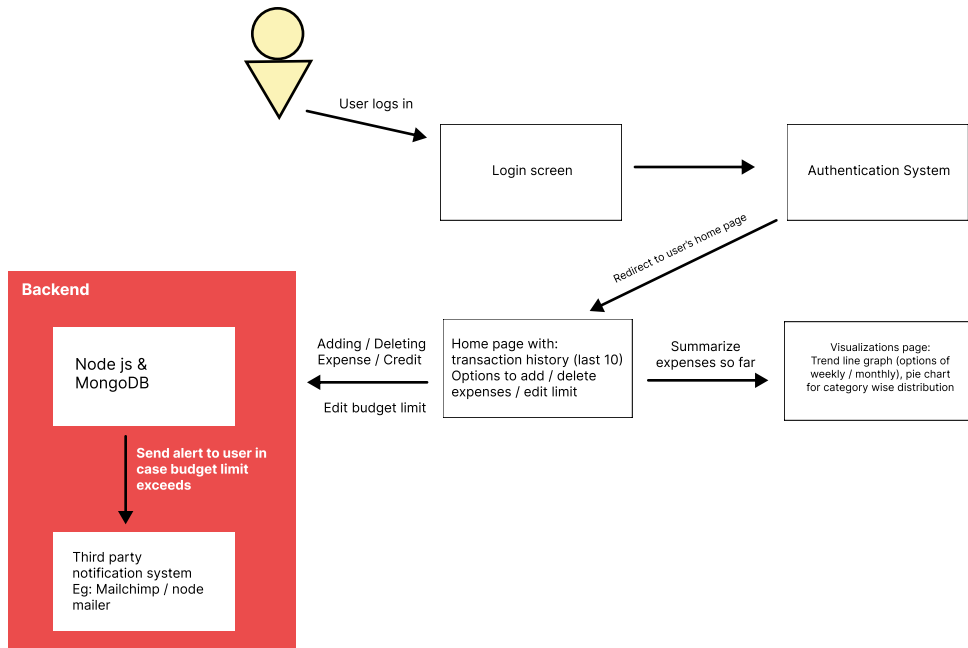 User logs in
Login screen
Authentication System
Redirect to user's home page
Backend
Node js &
MongoDB
Send alert to user in
case budget limit
exceeds
Third party
notification system
Eg: Mailchimp / node
mailer
Adding / Deleting
Expense / Credit
Edit budget limit
Home page with:
transaction history (last 10)
Options to add / delete
expenses / edit limit
Summarize
expenses so far
Visualizations page:
Trend line graph (options of
weekly / monthly), pie chart
for category wise distribution